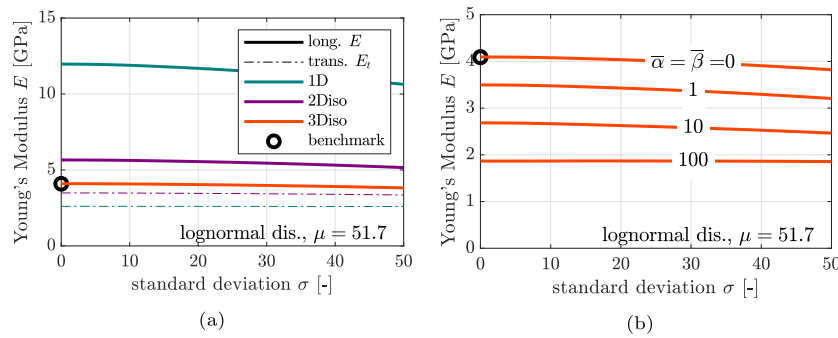 Young's Modulus E [GPa]
15
10
5
0
long. E
trans. E_t
1D
2Diso
3Diso
benchmark
lognormal dis., μ = 51.7
0 10 20 30 40 50
standard deviation σ [-]
(a)
Young's Modulus E [GPa]
5
4
3
2
1
0
α̅ = β̅ =0
1
10
100
lognormal dis., μ = 51.7
0 10 20 30 40 50
standard deviation σ [-]
(b)